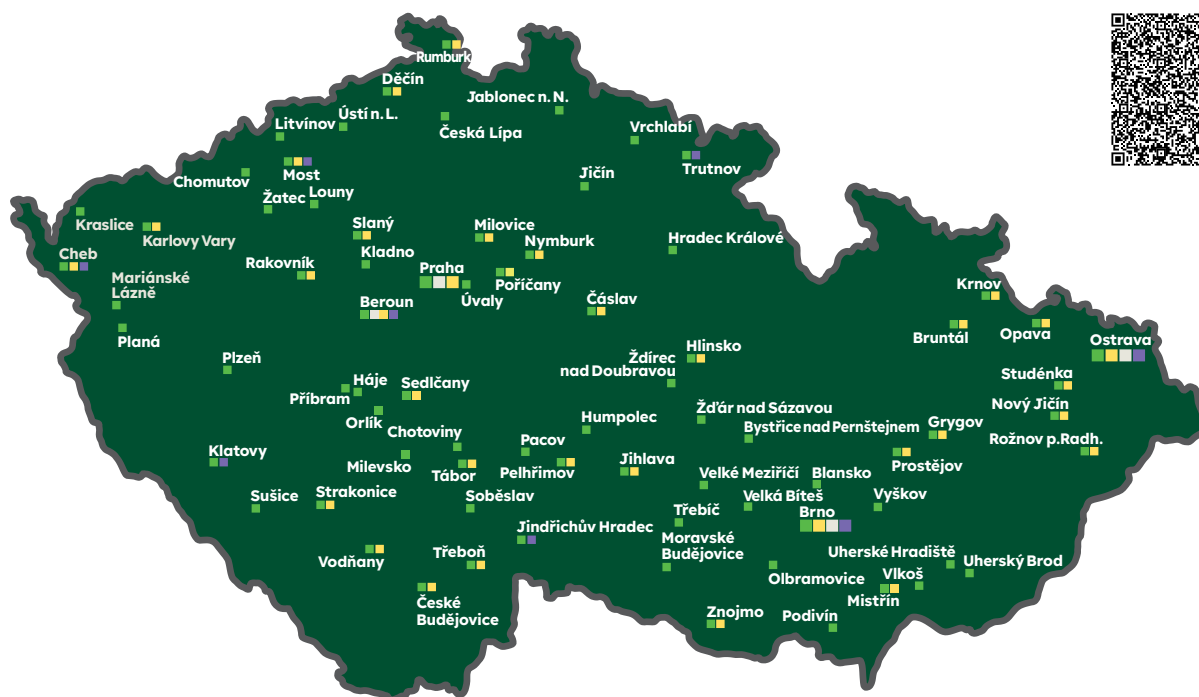 Rumburk
Děčín
Jablonec n. N.
Ústí n. L.
Litvínov
Česká Lípa
Vrchlabí
Most
Trutnov
Chomutov
Jičín
Žatec
Louny
Kraslice
Karlovy Vary
Slaný
Milovice
Nymburk
Hradec Králové
Cheb
Kladno
Rakovník
Praha
Poříčany
Mariánské
Lázně
Úvaly
Krnov
Beroun
Čáslav
Planá
Bruntál
Opava
Ostrava
Plzeň
Hlinsko
Ždírec
nad Doubravou
Studénka
Háje
Sedlčany
Příbram
Orlík
Humpolec
Žďár nad Sázavou
Nový Jičín
Bystřice nad Pernštejnem
Grygov
Chotoviny
Rožnov p.Radh.
Klatovy
Pacov
Milevsko
Tábor
Pelhřimov
Jihlava
Prostějov
Velké Meziříčí
Blansko
Sušice
Strakonice
Soběslav
Velká Bíteš
Vyškov
Třebíč
Brno
Jindřichův Hradec
Moravské
Budějovice
Vodňany
Třeboň
Uherské Hradiště
Uherský Brod
Olbramovice
Vlkoš
Mistřín
České
Budějovice
Znojmo
Podivín